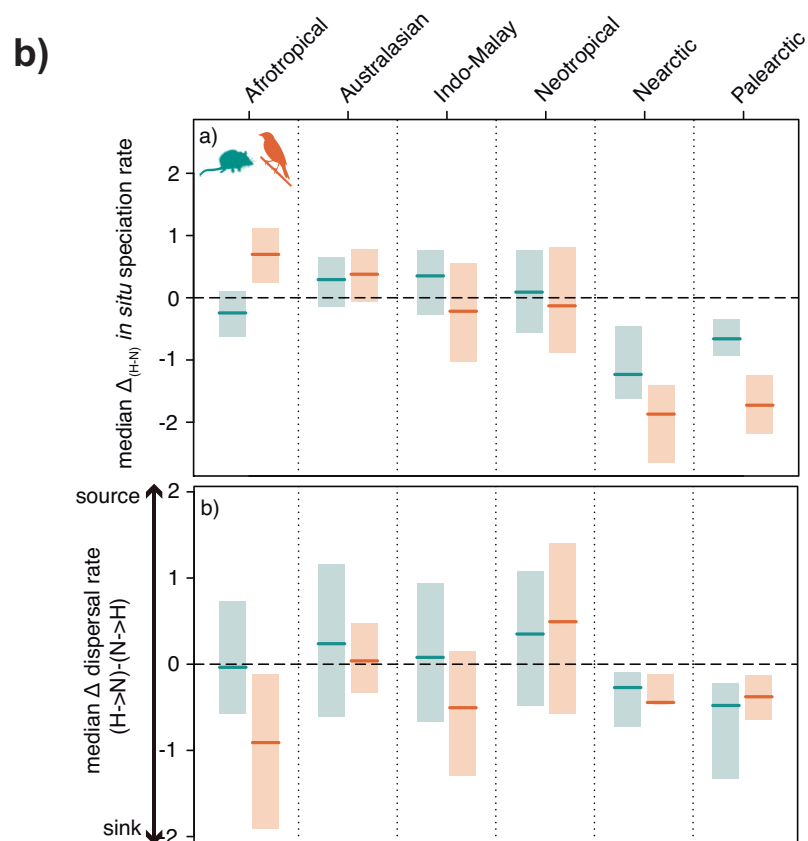 b)
Afrotropical
Australasian
Indo-Malay
Neotropical
Nearctic
Palearctic
a)
2
1
0
-1
-2
median Δ(H-N) in situ speciation rate
source
b)
2
1
0
-1
-2
median Δ dispersal rate
(H->N)-(N->H)
sink